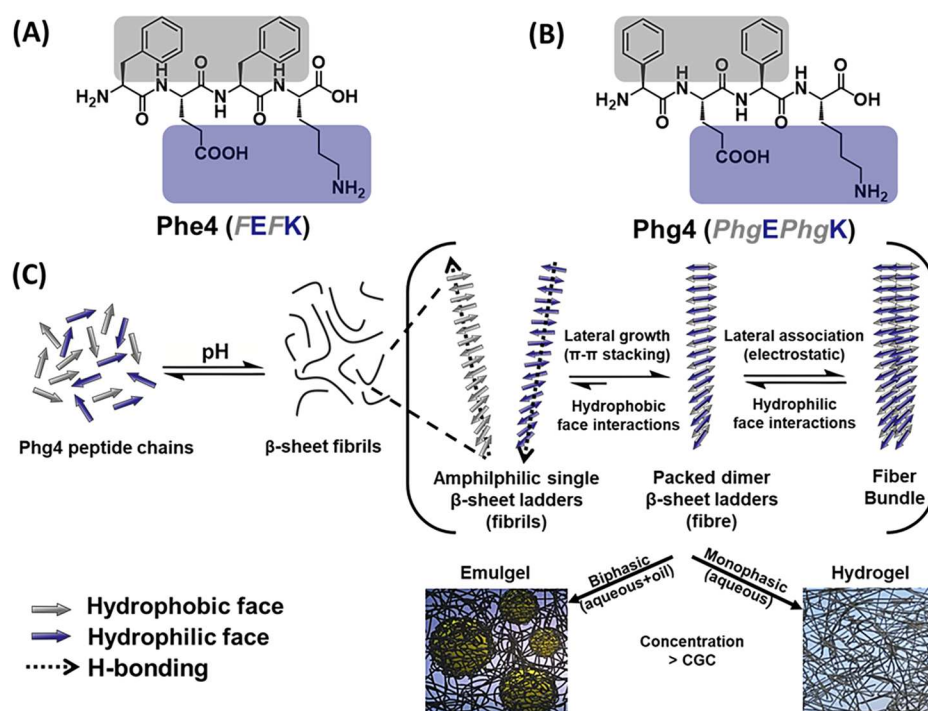 (A)
H₂N
O
H
N
O
COOH
N
H
O
H
N
O
OH
NH₂
Phe4 (FEFK)
(B)
H₂N
O
H
N
O
COOH
N
H
O
H
N
O
OH
NH₂
Phg4 (PhgEPhgK)
(C)
Phg4 peptide chains
pH
β-sheet fibrils
Amphilphilic single
β-sheet ladders
(fibrils)
Lateral growth
(π-π stacking)
Hydrophobic
face interactions
Packed dimer
β-sheet ladders
(fibre)
Lateral association
(electrostatic)
Hydrophilic
face interactions
Fiber
Bundle
Emulgel
Biphasic
(aqueous+oil)
Monophasic
(aqueous)
Hydrogel
Concentration
> CGC
Hydrophobic face
Hydrophilic face
H-bonding